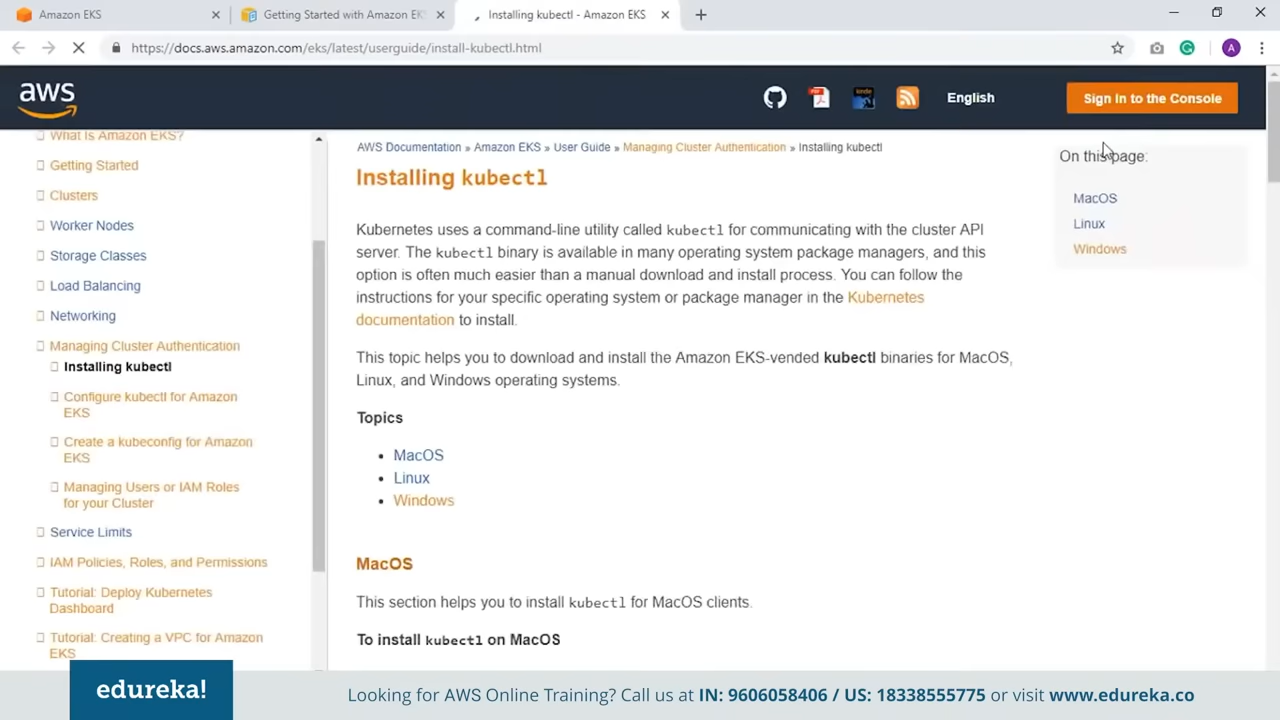 Amazon EKS
Getting Started with Amazon EK
Installing kubectl - Amazon EKS
https://docs.aws.amazon.com/eks/latest/userguide/install-kubectl.html
A
aws
PDF
kindle
English
Sign In to the Console
What Is Amazon EKS?
Getting Started
Clusters
Worker Nodes
Storage Classes
Load Balancing
Networking
Managing Cluster Authentication
Installing kubectl
Configure kubectl for Amazon
EKS
Create a kubeconfig for Amazon
EKS
Managing Users or IAM Roles
for your Cluster
Service Limits
IAM Policies, Roles, and Permissions
Tutorial: Deploy Kubernetes
Dashboard
Tutorial: Creating a VPC for Amazon
EKS
AWS Documentation » Amazon EKS » User Guide » Managing Cluster Authentication » Installing kubectl
Installing kubectl
Kubernetes uses a command-line utility called kubectl for communicating with the cluster API
server. The kubectl binary is available in many operating system package managers, and this
option is often much easier than a manual download and install process. You can follow the
instructions for your specific operating system or package manager in the Kubernetes
documentation to install.
This topic helps you to download and install the Amazon EKS-vended kubectl binaries for MacOS,
Linux, and Windows operating systems.
Topics
• MacOS
• Linux
• Windows
MacOS
This section helps you to install kubectl for MacOS clients.
To install kubectl on MacOS
On this page:
MacOS
Linux
Windows
edureka!
Looking for AWS Online Training? Call us at IN: 9606058406 / US: 18338555775 or visit www.edureka.co